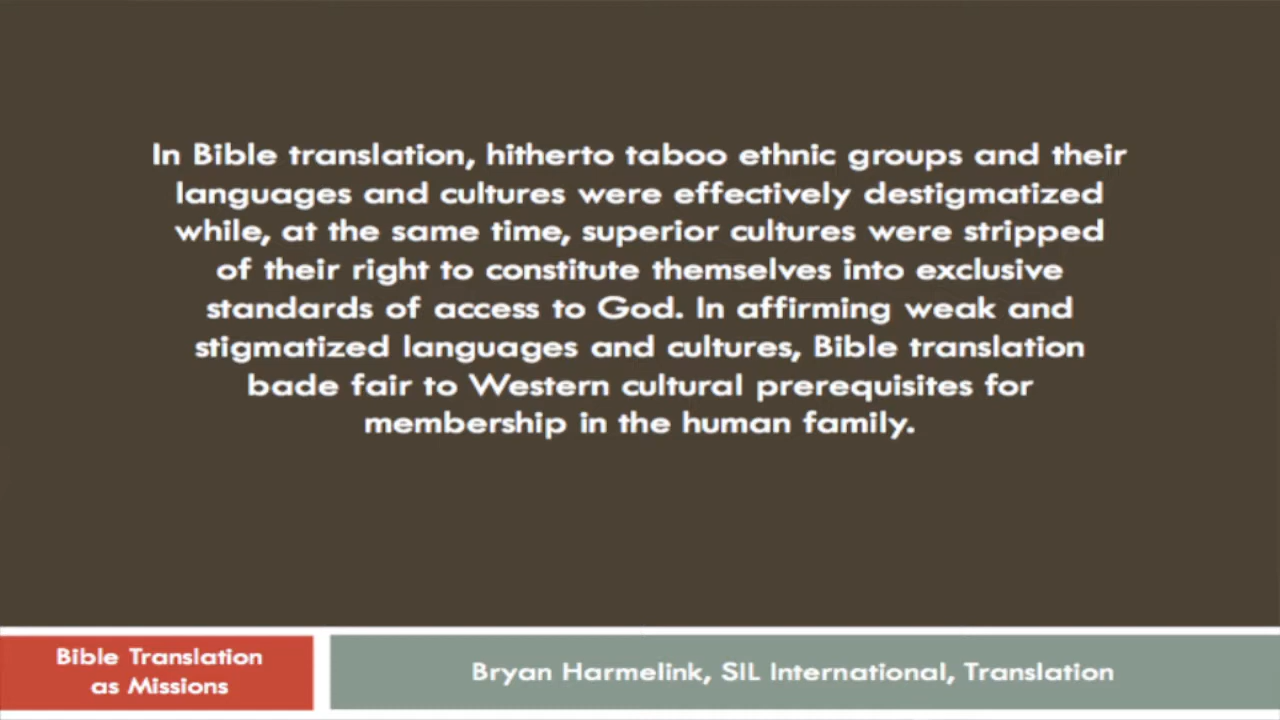 In Bible translation, hitherto taboo ethnic groups and their
languages and cultures were effectively destigmatized
while, at the same time, superior cultures were stripped
of their right to constitute themselves into exclusive
standards of access to God. In affirming weak and
stigmatized languages and cultures, Bible translation
bade fair to Western cultural prerequisites for
membership in the human family.
Bible Translation
as Missions
Bryan Harmelink, SIL International, Translation